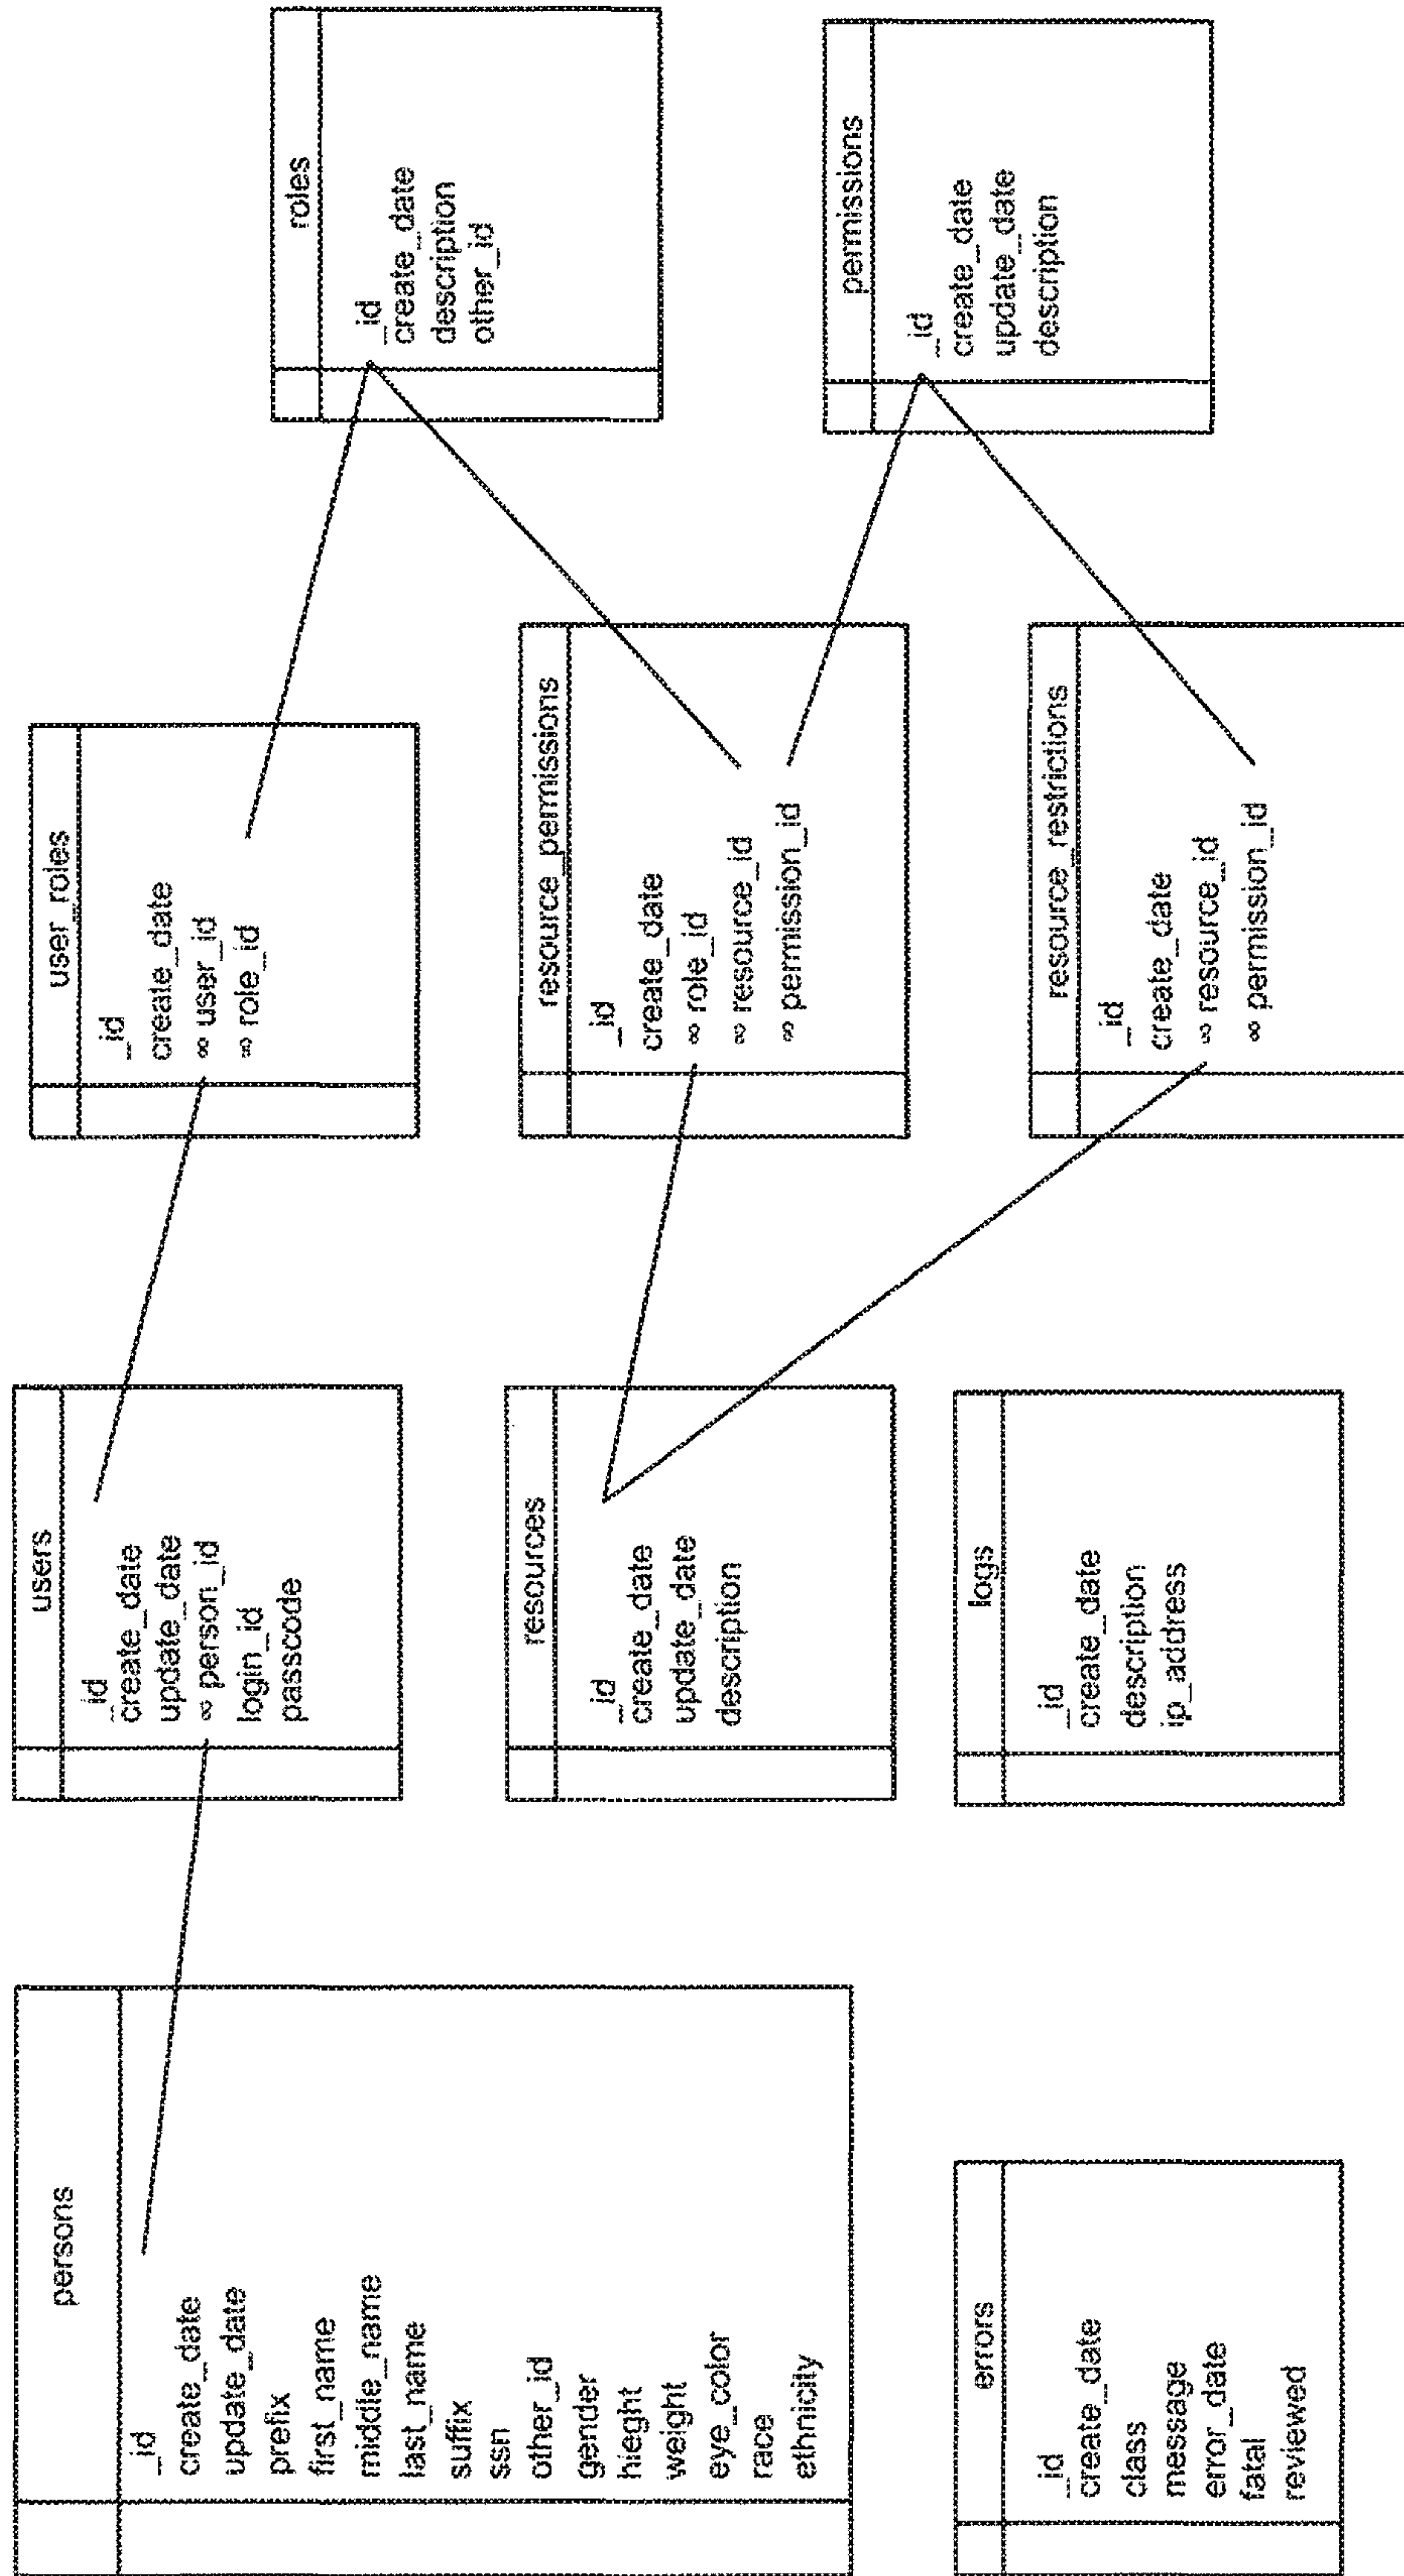 persons
_id
create_date
update_date
prefix
first_name
middle_name
last_name
suffix
ssn
other_id
gender
hieght
weight
eye_color
race
ethnicity
users
_id
create_date
update_date
∞ person_id
login_id
passcode
user_roles
_id
create_date
∞ user_id
∞ role_id
roles
_id
create_date
description
other_id
resources
_id
create_date
update_date
description
resource_permissions
_id
create_date
∞ role_id
∞ resource_id
∞ permission_id
permissions
_id
create_date
update_date
description
errors
_id
create_date
class
message
error_date
fatal
reviewed
logs
_id
create_date
description
ip_address
resource_restrictions
_id
create_date
∞ resource_id
∞ permission_id